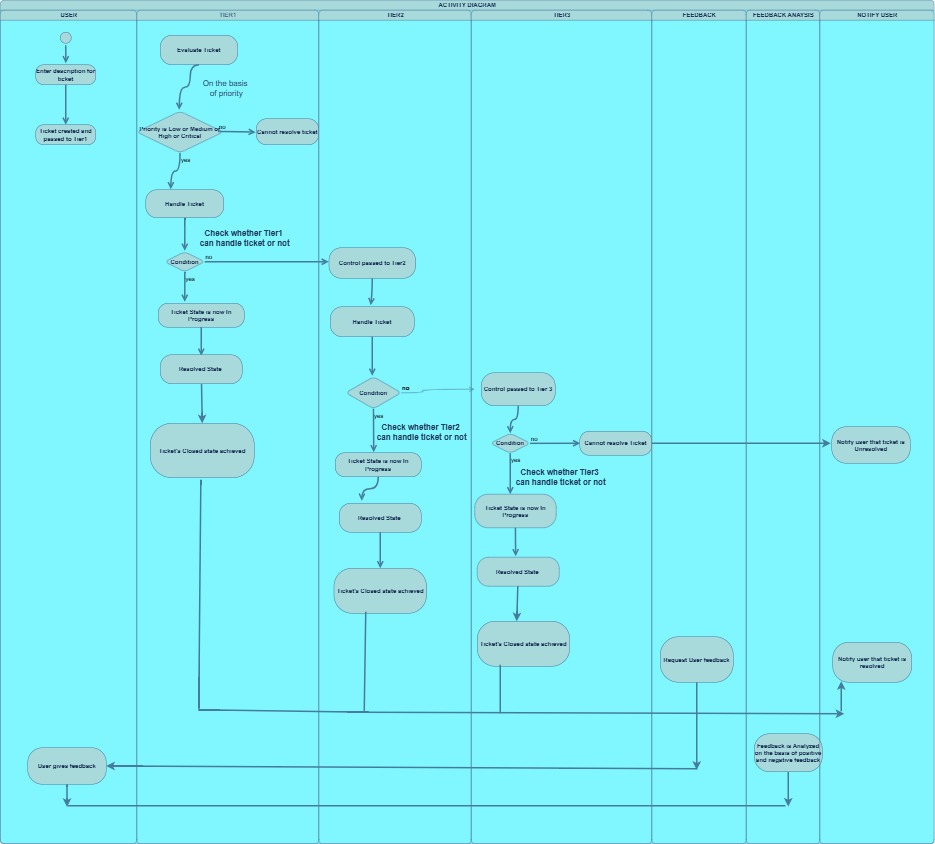 ACTIVITY DIAGRAM
USER
TIER1
TIER2
TIER3
FEEDBACK
FEEDBACK ANAYSIS
NOTIFY USER
Enter description for
ticket
Ticket created and
passed to Tier1
Evaluate Ticket
On the basis
of priority
Priority is Low or Medium or
High or Critical
no
Cannot resolve ticket
yes
Handle Ticket
Check whether Tier1
can handle ticket or not
Condition
no
yes
Ticket State is now In
Progress
Resolved State
Ticket's Closed state achieved
Control passed to Tier2
Handle Ticket
Condition
no
yes
Check whether Tier2
can handle ticket or not
Ticket State is now In
Progress
Resolved State
Ticket's Closed state achieved
Control passed to Tier 3
Condition
no
Cannot resolve Ticket
yes
Check whether Tier3
can handle ticket or not
Ticket State is now In
Progress
Resolved State
Ticket's Closed state achieved
Notify user that ticket is
Unresolved
Request User feedback
Notify user that ticket is
resolved
Feedback is Analyzed
on the basis of positive
and negative feedback
User gives feedback